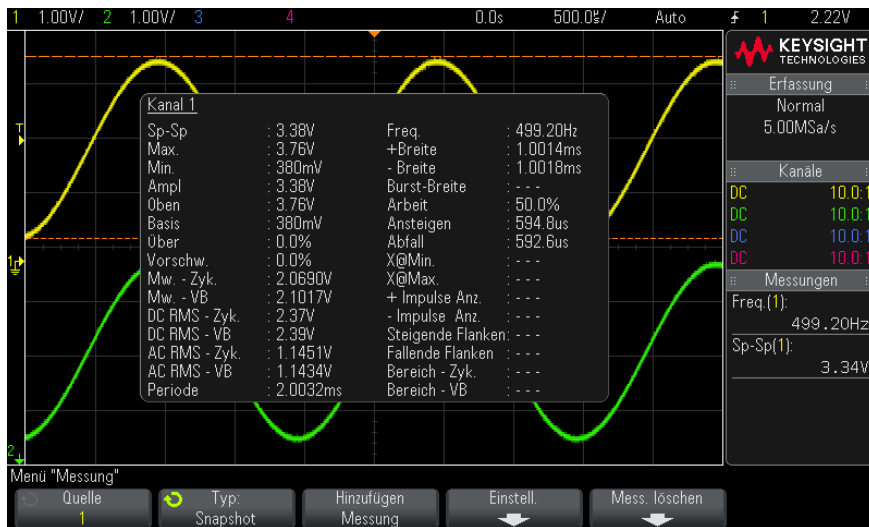 1 1.00V/ 2 1.00V/ 3 4 0.0s 500.0µs/ Auto 1 2.22V
KEYSIGHT
TECHNOLOGIES
Erfassung
Normal
5.00MSa/s
Kanäle
DC 10.0:1
DC 10.0:1
DC 10.0:1
DC 10.0:1
Messungen
Freq.(1):
499.20Hz
Sp-Sp(1):
3.34V
T
1
2
Kanal 1
Sp-Sp : 3.38V Freq. : 499.20Hz
Max. : 3.76V +Breite : 1.0014ms
Min. : 380mV - Breite : 1.0018ms
Ampl : 3.38V Burst-Breite : - - -
Oben : 3.76V Arbeit : 50.0%
Basis : 380mV Ansteigen : 594.8us
Über : 0.0% Abfall : 592.6us
Vorschw. : 0.0% X@Min. : - - -
Mw. - Zyk. : 2.0690V X@Max. : - - -
Mw. - VB : 2.1017V + Impulse Anz. : - - -
DC RMS - Zyk. : 2.37V - Impulse Anz. : - - -
DC RMS - VB : 2.39V Steigende Flanken: - - -
AC RMS - Zyk. : 1.1451V Fallende Flanken : - - -
AC RMS - VB : 1.1434V Bereich - Zyk. : - - -
Periode : 2.0032ms Bereich - VB : - - -
Menü "Messung"
Quelle
1
Typ:
Snapshot
Hinzufügen
Messung
Einstell.
Mess. löschen